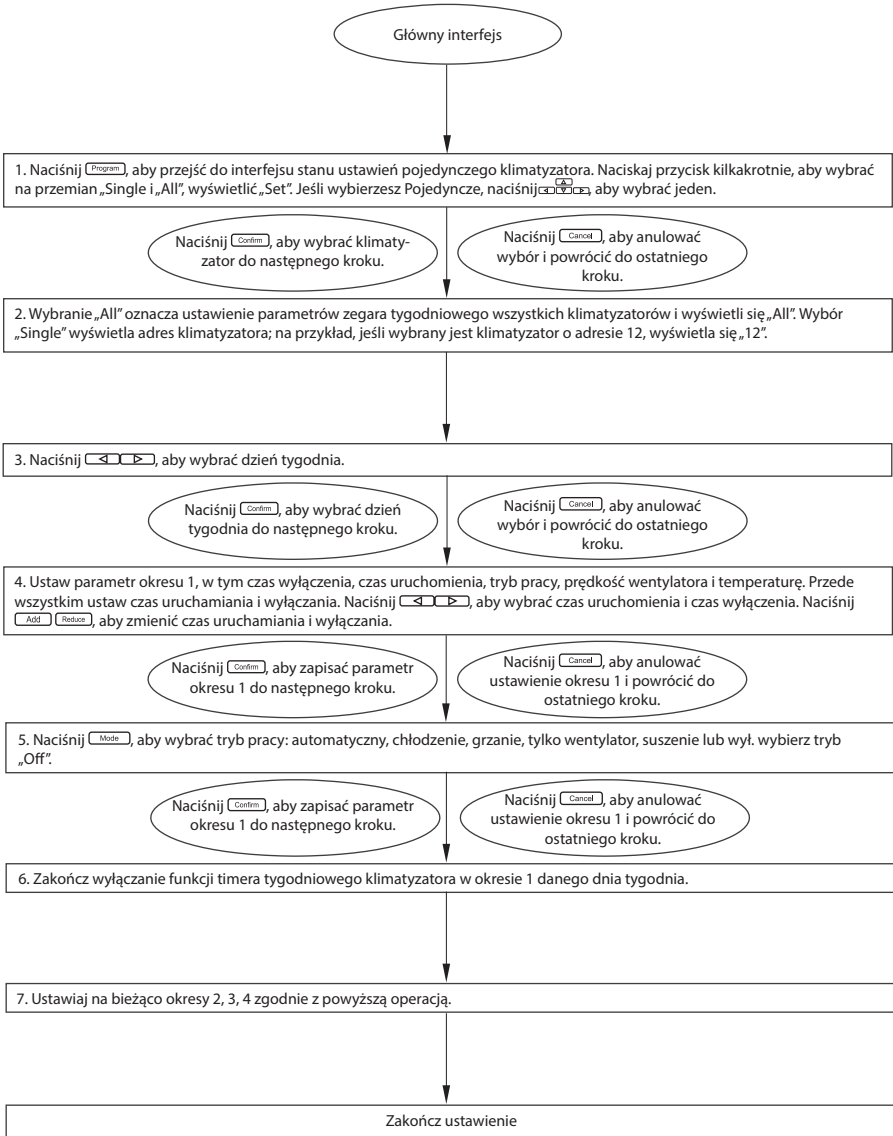 Główny interfejs
1. Naciśnij Program, aby przejść do interfejsu stanu ustawień pojedynczego klimatyzatora. Naciskaj przycisk kilkakrotnie, aby wybrać
na przemian „Single i „All”, wyświetlić „Set”. Jeśli wybierzesz Pojedyncze, naciśnij, aby wybrać jeden.
Naciśnij Confirm, aby wybrać klimaty-
zator do następnego kroku.
Naciśnij Cancel, aby anulować
wybór i powrócić do ostatniego
kroku.
2. Wybranie „All” oznacza ustawienie parametrów zegara tygodniowego wszystkich klimatyzatorów i wyświetli się „All”. Wybór
„Single” wyświetla adres klimatyzatora; na przykład, jeśli wybrany jest klimatyzator o adresie 12, wyświetla się „12”.
3. Naciśnij, aby wybrać dzień tygodnia.
Naciśnij Confirm, aby wybrać dzień
tygodnia do następnego kroku.
Naciśnij Cancel, aby anulować
wybór i powrócić do ostatniego
kroku.
4. Ustaw parametr okresu 1, w tym czas wyłączenia, czas uruchomienia, tryb pracy, prędkość wentylatora i temperaturę. Przede
wszystkim ustaw czas uruchamiania i wyłączania. Naciśnij, aby wybrać czas uruchomienia i czas wyłączenia. Naciśnij
Add Reduce, aby zmienić czas uruchamiania i wyłączania.
Naciśnij Confirm, aby zapisać parametr
okresu 1 do następnego kroku.
Naciśnij Cancel, aby anulować
ustawienie okresu 1 i powrócić do
ostatniego kroku.
5. Naciśnij Mode, aby wybrać tryb pracy: automatyczny, chłodzenie, grzanie, tylko wentylator, suszenie lub wył. wybierz tryb
„Off”.
Naciśnij Confirm, aby zapisać parametr
okresu 1 do następnego kroku.
Naciśnij Cancel, aby anulować
ustawienie okresu 1 i powrócić do
ostatniego kroku.
6. Zakończ wyłączanie funkcji timera tygodniowego klimatyzatora w okresie 1 danego dnia tygodnia.
7. Ustawiaj na bieżąco okresy 2, 3, 4 zgodnie z powyższą operacją.
Zakończ ustawienie